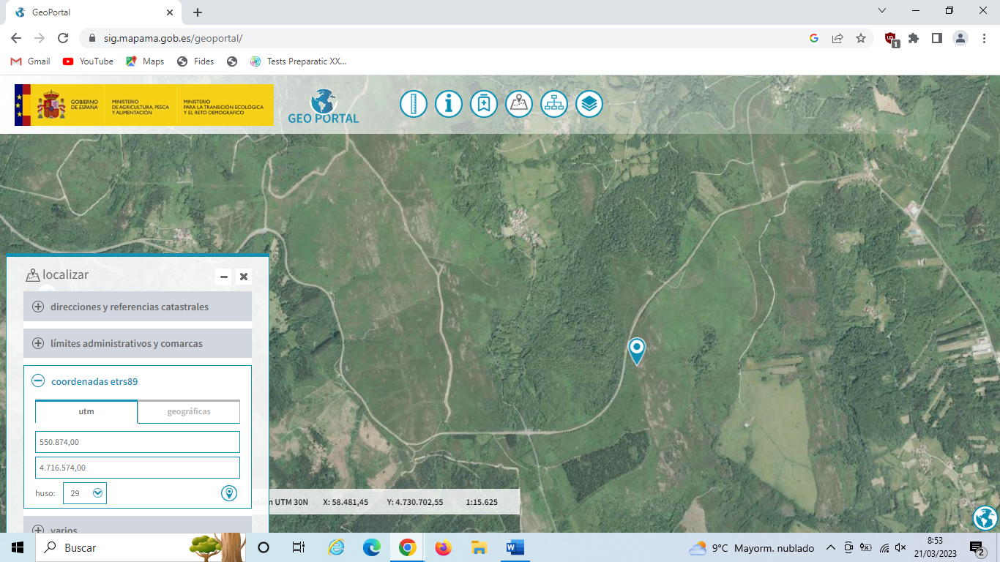 GeoPortal
sig.mapama.gob.es/geoportal/
1
Gmail
YouTube
Maps
Fides
Tests Preparatic XX...
GOBIERNO
DE ESPAÑA
MINISTERIO
DE AGRICULTURA, PESCA
Y ALIMENTACIÓN
MINISTERIO
PARA LA TRANSICIÓN ECOLÓGICA
Y EL RETO DEMOGRÁFICO
GEO PORTAL
localizar
direcciones y referencias catastrales
límites administrativos y comarcas
coordenadas etrs89
utm
geográficas
550.874,00
4.716.574,00
huso:
29
varios
cción UTM 30N X: 58.481,45 Y: 4.730.702,55 1:15.625
Buscar
9°C Mayorm. nublado
8:53
21/03/2023
2